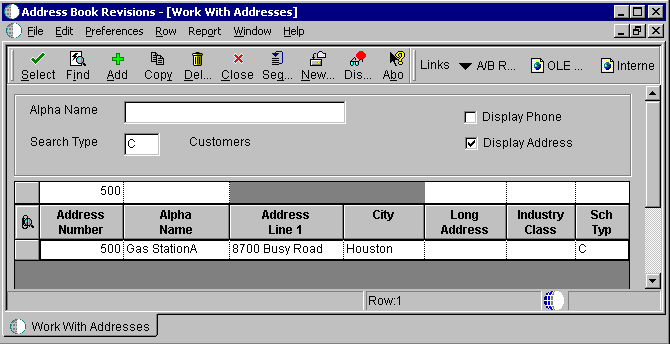 Address Book Revisions - [Work With Addresses]
File Edit Preferences Row Report Window Help
Select Find Add Copy Del... Close Seq... New... Dis... Abo Links A/B R... OLE ... Interne
Alpha Name
Display Phone
Search Type C Customers
Display Address
500
Address Number Alpha Name Address Line 1 City Long Address Industry Class Sch Typ
500 Gas StationA 8700 Busy Road Houston C
Row:1
Work With Addresses